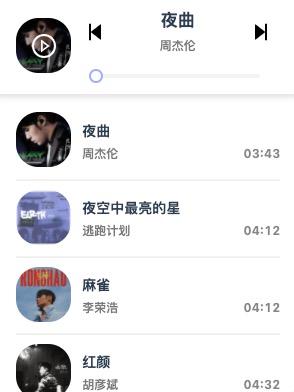 夜曲
周杰伦
夜曲
周杰伦
03:43
夜空中最亮的星
逃跑计划
04:12
麻雀
李荣浩
04:12
红颜
胡彦斌
04:32